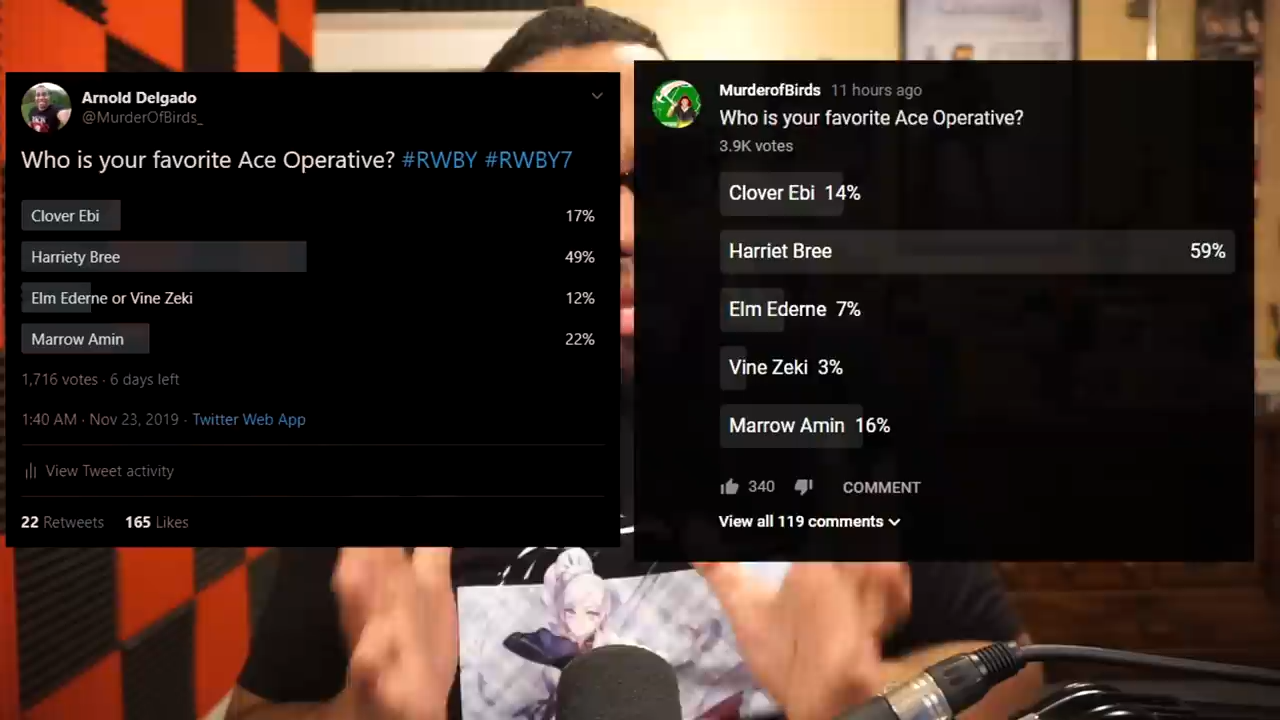 Arnold Delgado
@MurderOfBirds_
Who is your favorite Ace Operative? #RWBY #RWBY7
Clover Ebi 17%
Harriety Bree 49%
Elm Ederne or Vine Zeki 12%
Marrow Amin 22%
1,716 votes · 6 days left
1:40 AM · Nov 23, 2019 · Twitter Web App
View Tweet activity
22 Retweets 165 Likes
MurderofBirds 11 hours ago
Who is your favorite Ace Operative?
3.9K votes
Clover Ebi 14%
Harriet Bree 59%
Elm Ederne 7%
Vine Zeki 3%
Marrow Amin 16%
340 COMMENT
View all 119 comments